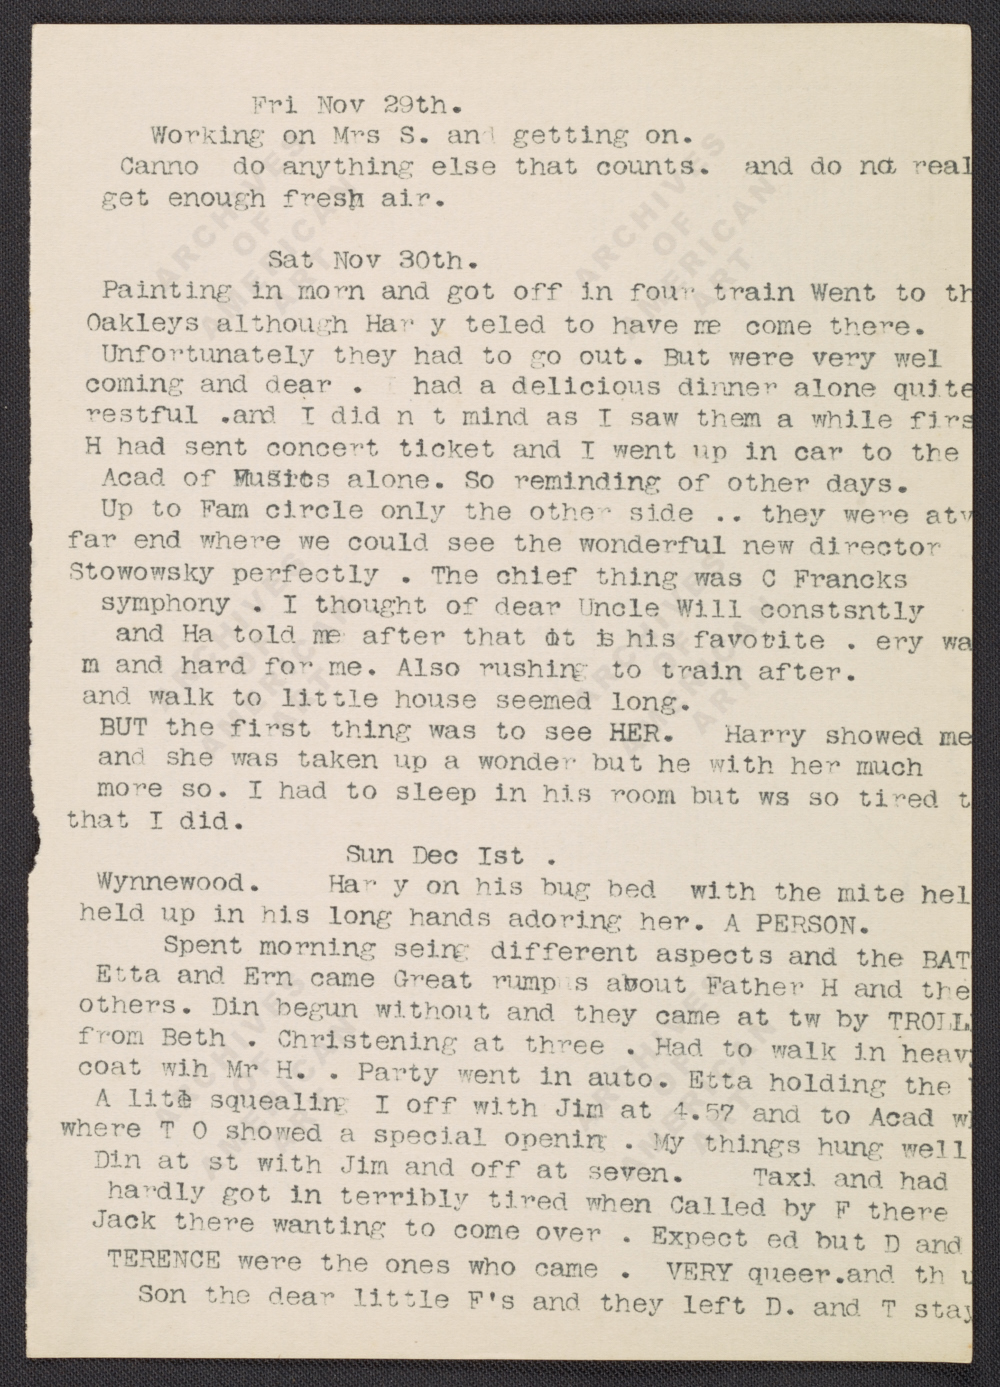 Fri Nov 29th.
Working on Mrs S. and getting on.
Canno do anything else that counts. and do not real
get enough fresh air.
Sat Nov 30th.
Painting in morn and got off in four train Went to th
Oakleys although Har y teled to have me come there.
Unfortunately they had to go out. But were very wel
coming and dear . had a delicious dinner alone quite
restful .and I did n t mind as I saw them a while firs
H had sent concert ticket and I went up in car to the
Acad of Musics alone. So reminding of other days.
Up to Fam circle only the other side .. they were at
far end where we could see the wonderful new director
Stowowsky perfectly . The chief thing was C Francks
symphony . I thought of dear Uncle Will constsntly
and Ha told me after that it is his favotite . ery wa
m and hard for me. Also rushing to train after.
and walk to little house seemed long.
BUT the first thing was to see HER. Harry showed me
and she was taken up a wonder but he with her much
more so. I had to sleep in his room but ws so tired t
that I did.
Sun Dec Ist .
Wynnewood. Har y on his bug bed with the mite hel
held up in his long hands adoring her. A PERSON.
Spent morning seing different aspects and the BAT
Etta and Ern came Great rump s about Father H and the
others. Din begun without and they came at tw by TROLL
from Beth . Christening at three . Had to walk in heav
coat wih Mr H. . Party went in auto. Etta holding the
A lite squealing I off with Jim at 4.57 and to Acad w
where T O showed a special openin . My things hung well
Din at st with Jim and off at seven. Taxi and had
hardly got in terribly tired when Called by F there
Jack there wanting to come over . Expect ed but D and
TERENCE were the ones who came . VERY queer.and th
Son the dear little F's and they left D. and T stay
ARCHIVES OF AMERICAN ART